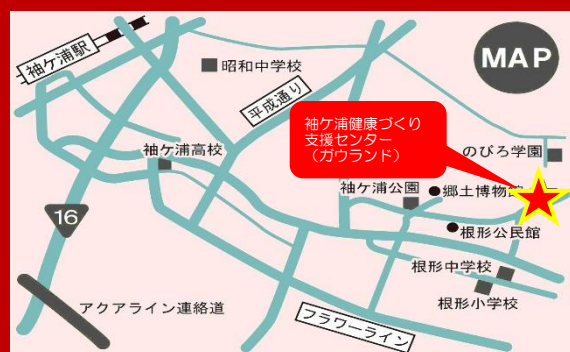 袖ケ浦駅
昭和中学校
MAP
平成通り
袖ケ浦健康づくり
支援センター
（ガウランド）
のびろ学園
袖ケ浦高校
袖ケ浦公園
郷土博物館
16
根形公民館
根形中学校
根形小学校
アクアライン連絡道
フラワーライン